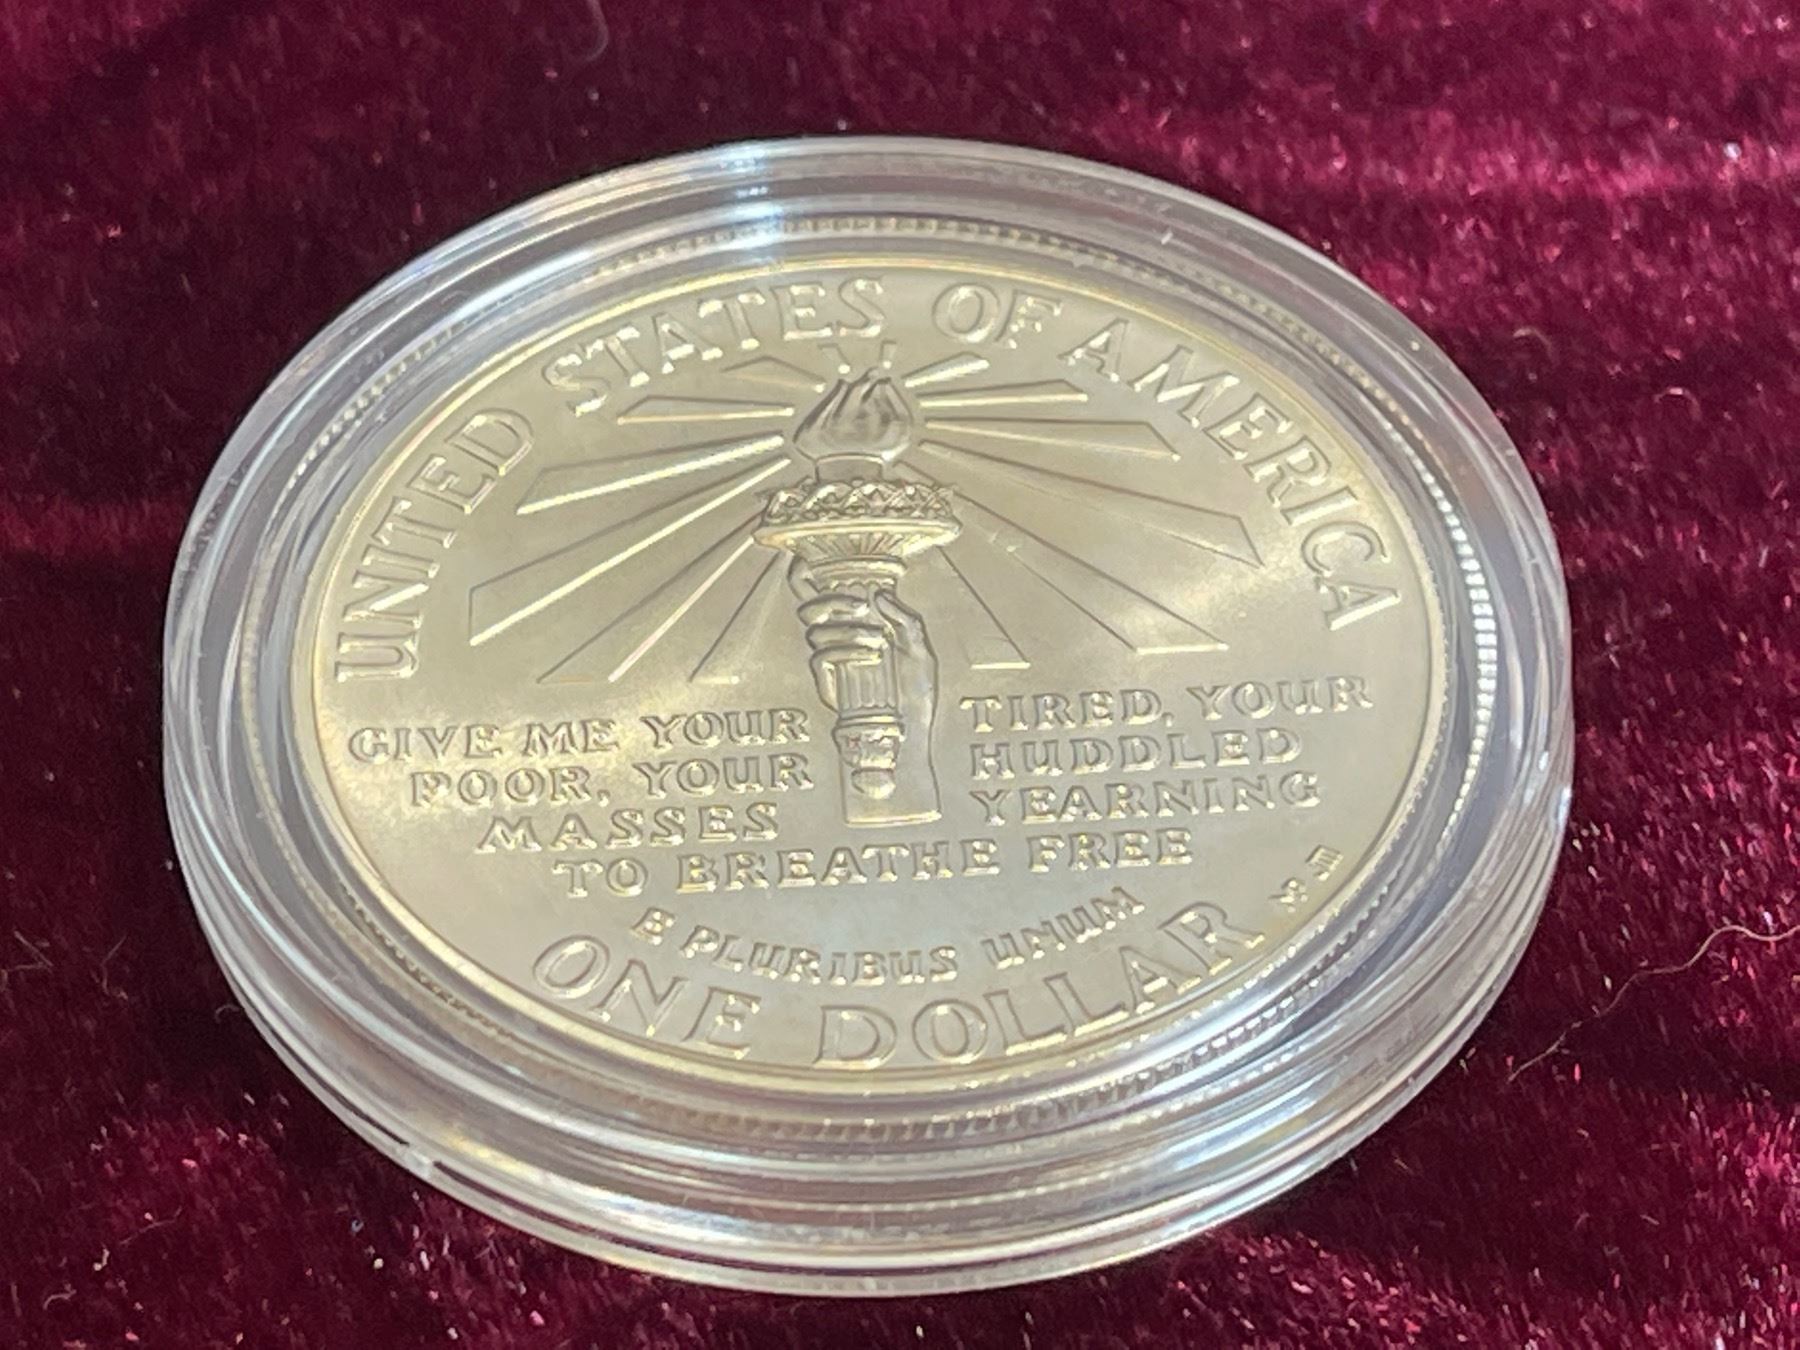 UNITED STATES OF AMERICA
GIVE ME YOUR TIRED, YOUR
POOR, YOUR HUDDLED
MASSES YEARNING
TO BREATHE FREE
E PLURIBUS UNUM
ONE DOLLAR